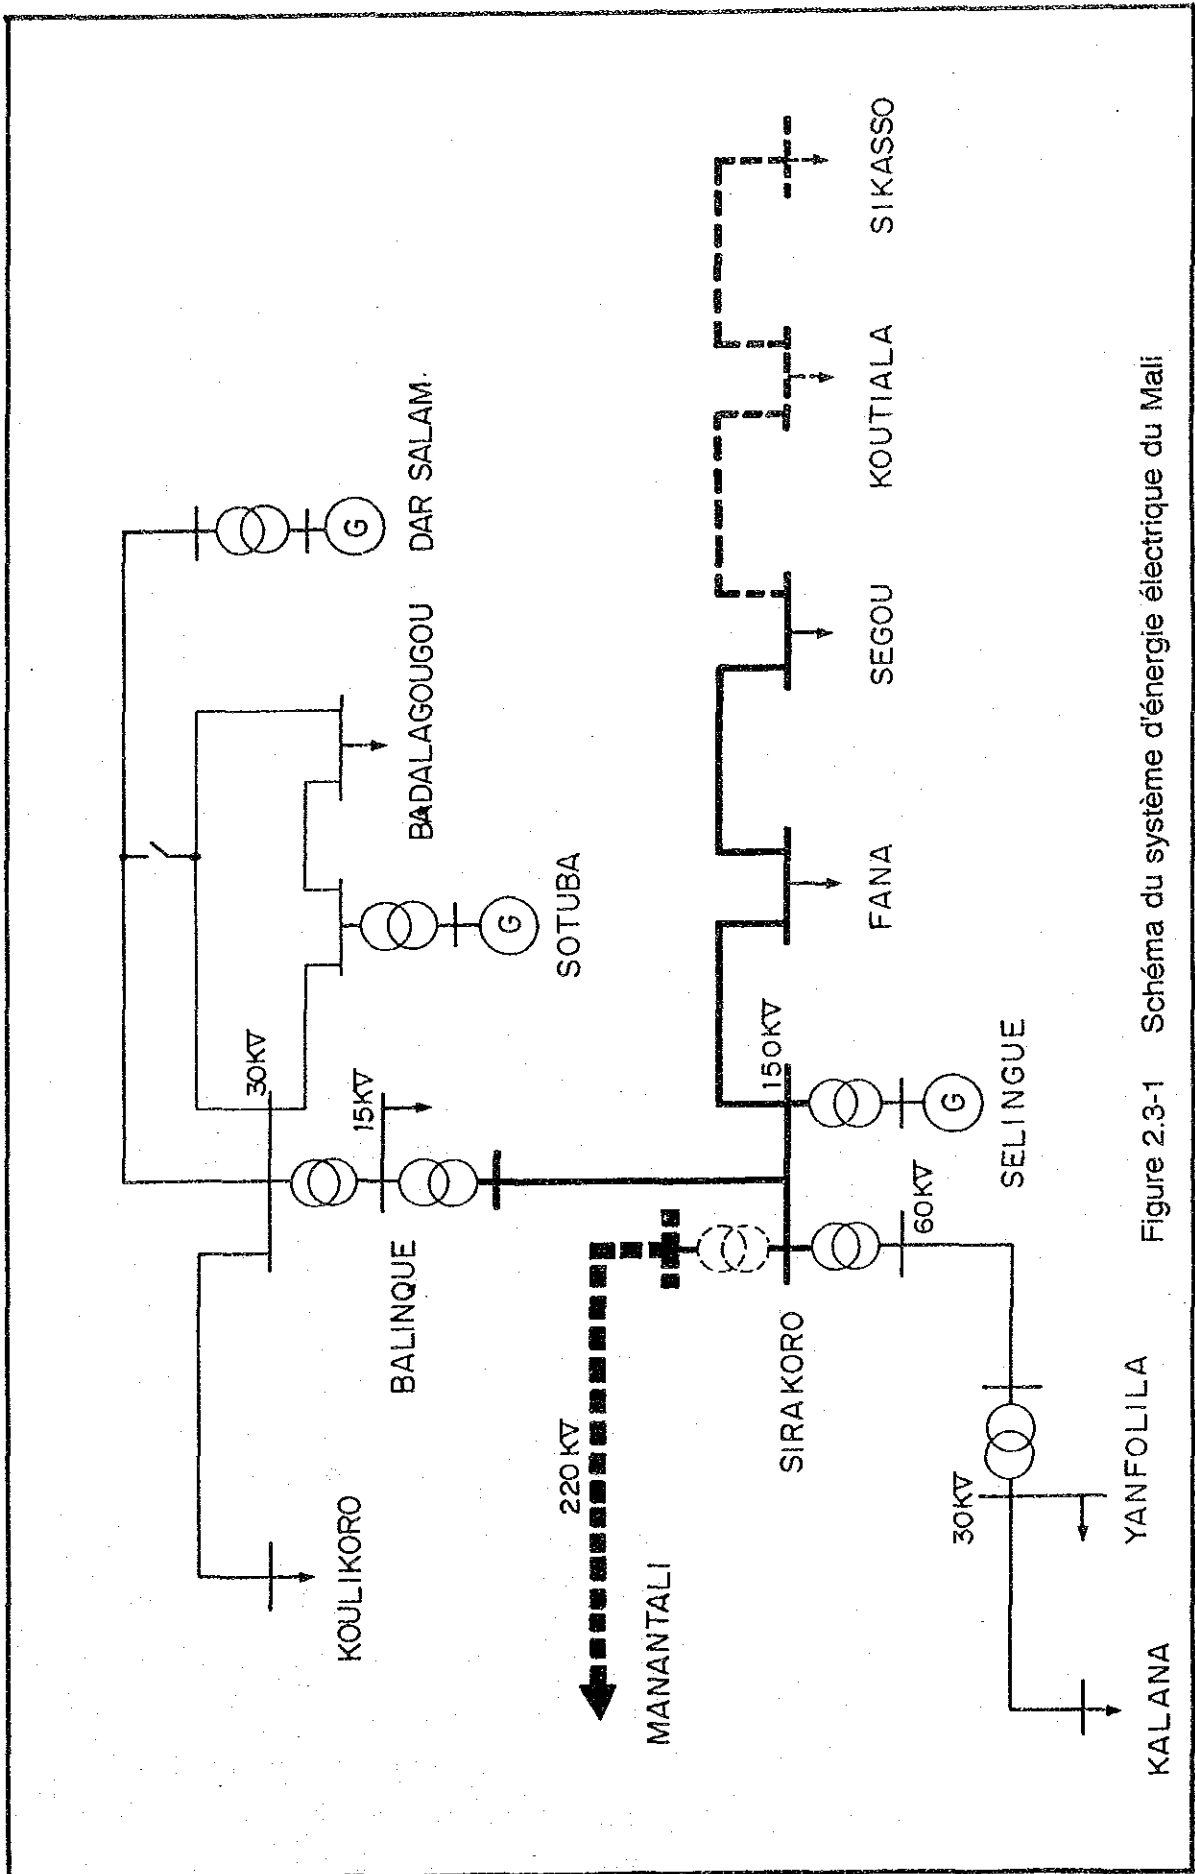 KOULIKORO
30KV
BALINQUE
15KV
SOTUBA
G
BADALAGOUGOU
DAR SALAM.
G
MANANTALI
220 KV
SIRAKORO
150KV
FANA
SEGOU
KOUTIALA
SIKASSO
KALANA
30KV
YANFOLILA
60KV
SELINGUE
G
Figure 2.3-1 Schéma du système d'énergie électrique du Mali